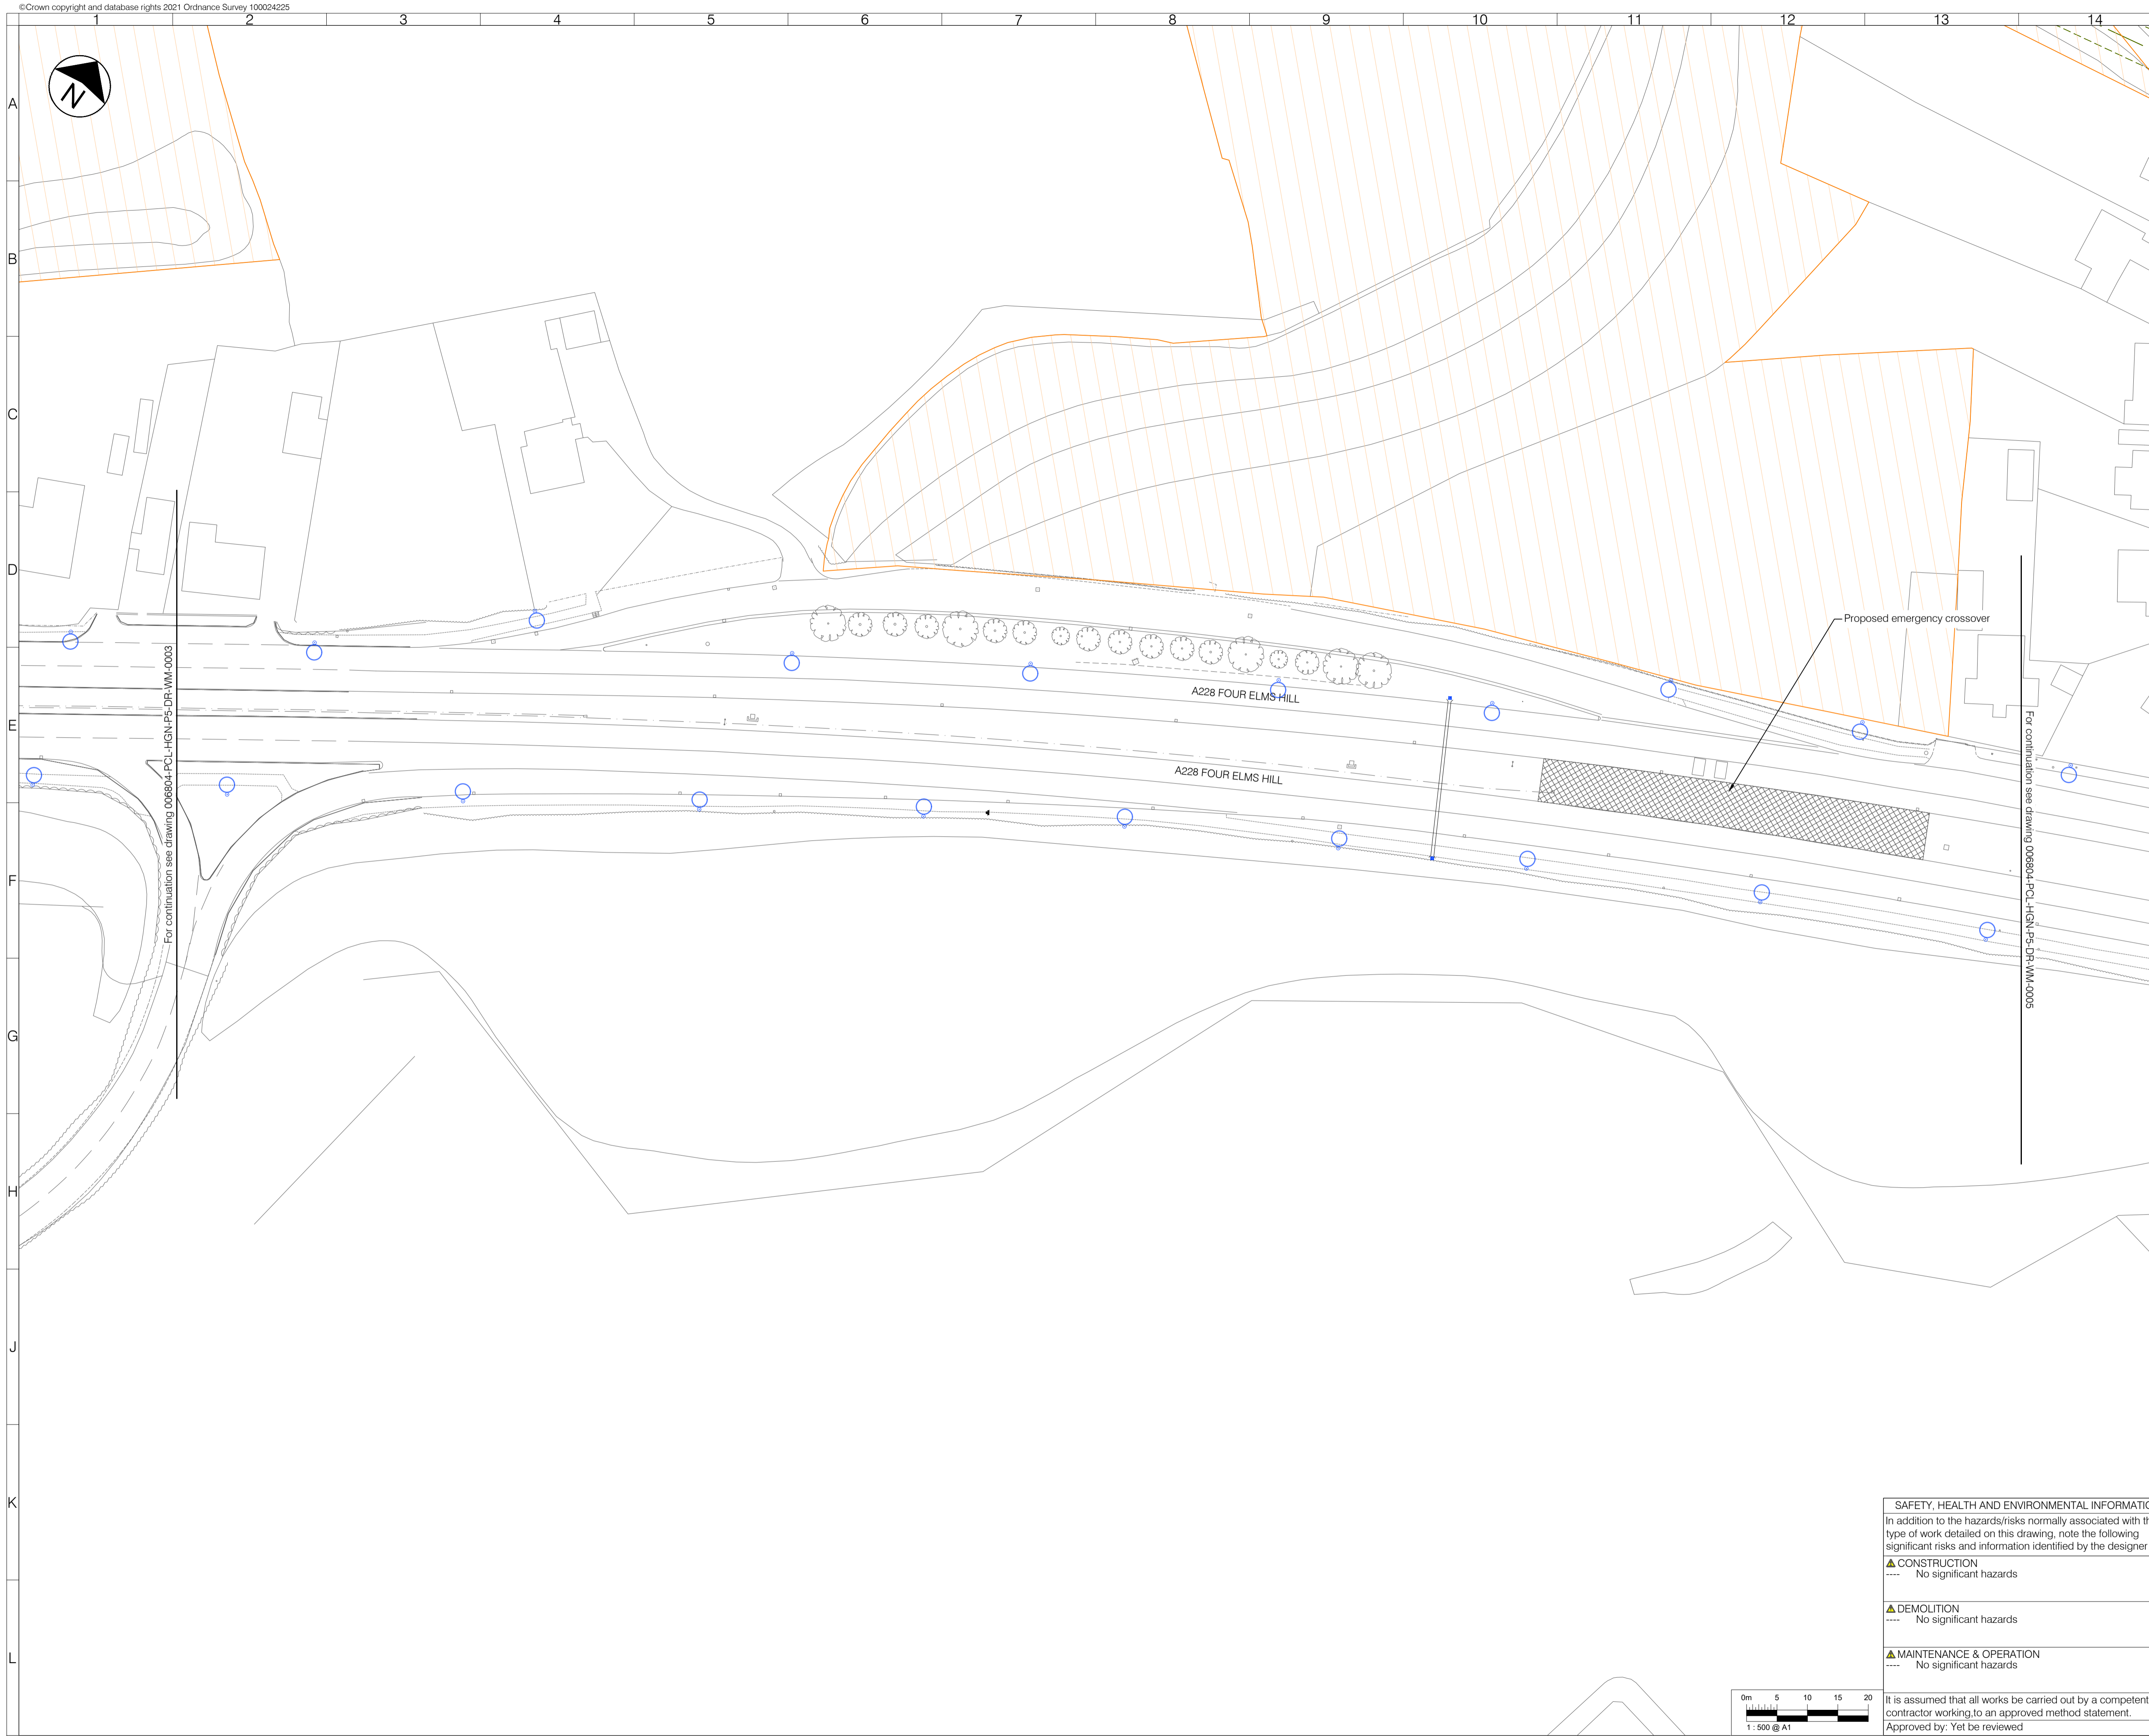 ©Crown copyright and database rights 2021 Ordnance Survey 100024225
1 2 3 4 5 6 7 8 9 10 11 12 13 14
A
B
C
D
E
F
G
H
J
K
L
N
For continuation see drawing 006804-PCL-HGN-P5-DR-WM-0003
A228 FOUR ELMS HILL
A228 FOUR ELMS HILL
Proposed emergency crossover
For continuation see drawing 006804-PCL-HGN-P5-DR-WM-0005
SAFETY, HEALTH AND ENVIRONMENTAL INFORMATIO
In addition to the hazards/risks normally associated with th
type of work detailed on this drawing, note the following
significant risks and information identified by the designer
CONSTRUCTION
---- No significant hazards
DEMOLITION
---- No significant hazards
MAINTENANCE & OPERATION
---- No significant hazards
It is assumed that all works be carried out by a competent
contractor working,to an approved method statement.
Approved by: Yet be reviewed
0m 5 10 15 20
1 : 500 @ A1